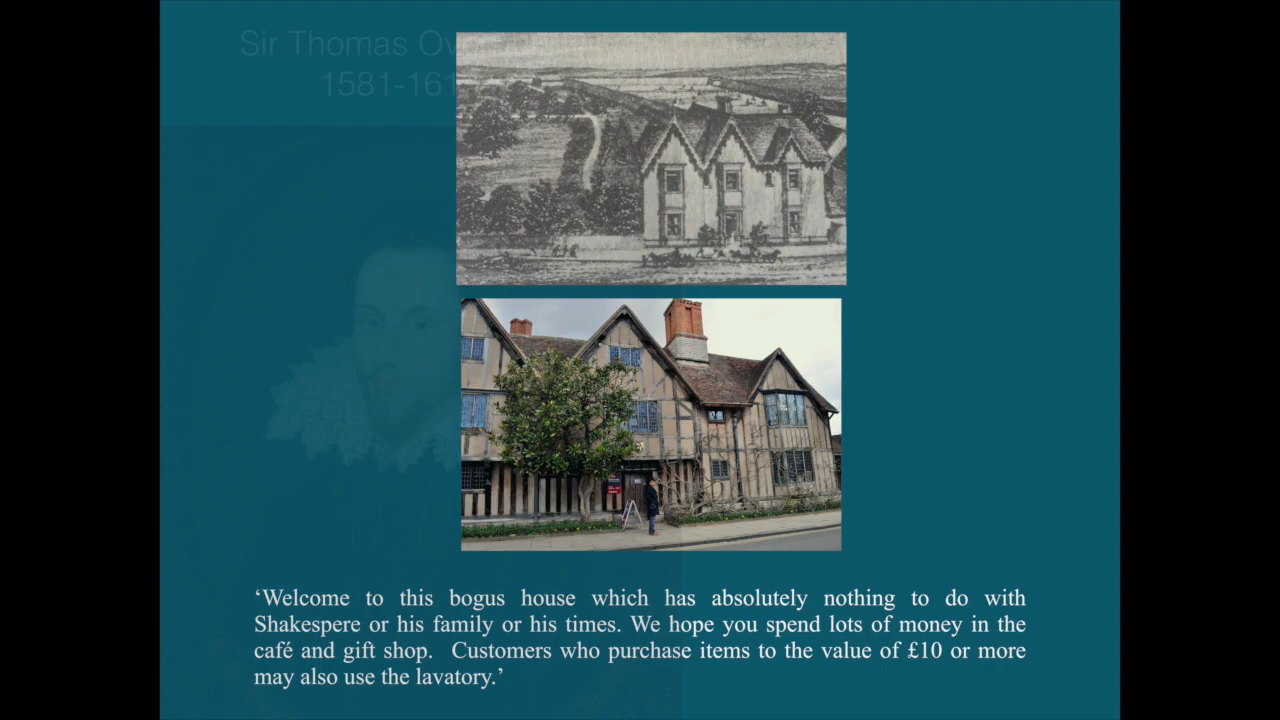 Sir Thomas Ov
1581-161
‘Welcome to this bogus house which has absolutely nothing to do with
Shakespere or his family or his times. We hope you spend lots of money in the
café and gift shop. Customers who purchase items to the value of £10 or more
may also use the lavatory.’